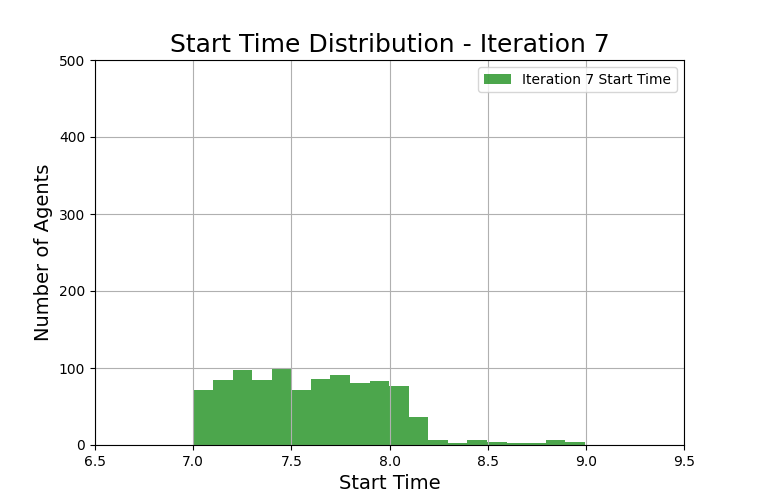 Start Time Distribution - Iteration 7
500
Iteration 7 Start Time
400
300
200
100
0
Number of Agents
6.5 7.0 7.5 8.0 8.5 9.0 9.5
Start Time